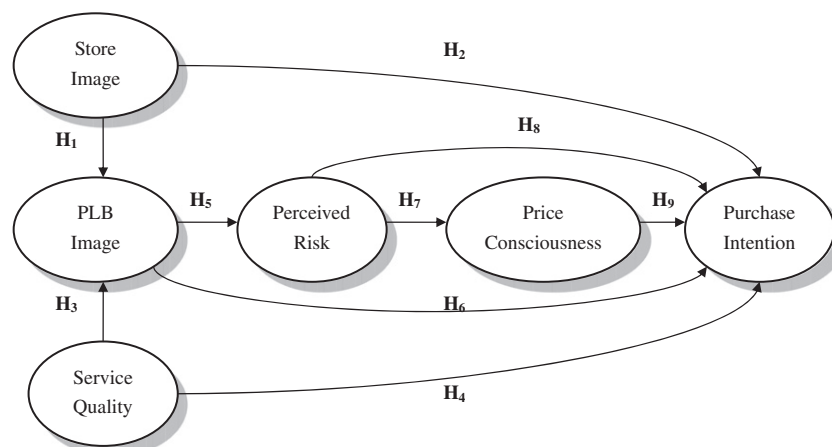 Store
Image
H₂
H₁
H₈
PLB
Image
H₅
Perceived
Risk
H₇
Price
Consciousness
H₉
Purchase
Intention
H₃
H₆
Service
Quality
H₄